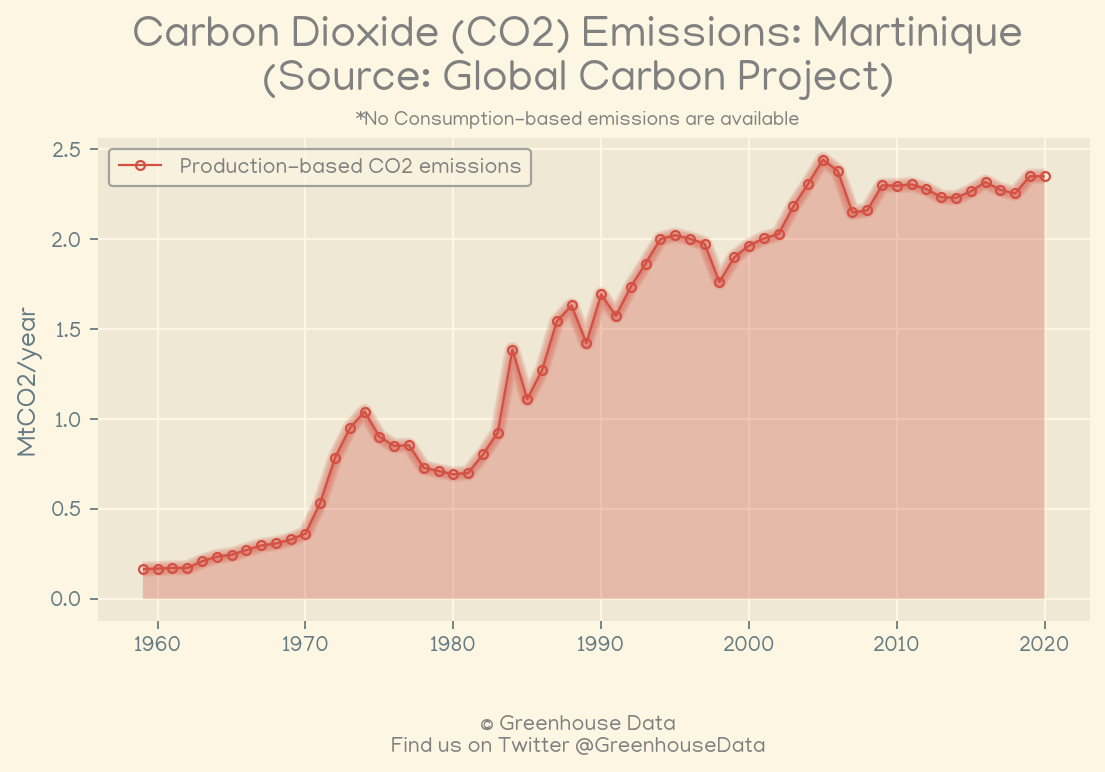 Carbon Dioxide (CO2) Emissions: Martinique
(Source: Global Carbon Project)
*No Consumption-based emissions are available
Production-based CO2 emissions
MtCO2/year
2.5
2.0
1.5
1.0
0.5
0.0
1960 1970 1980 1990 2000 2010 2020
© Greenhouse Data
Find us on Twitter @GreenhouseData